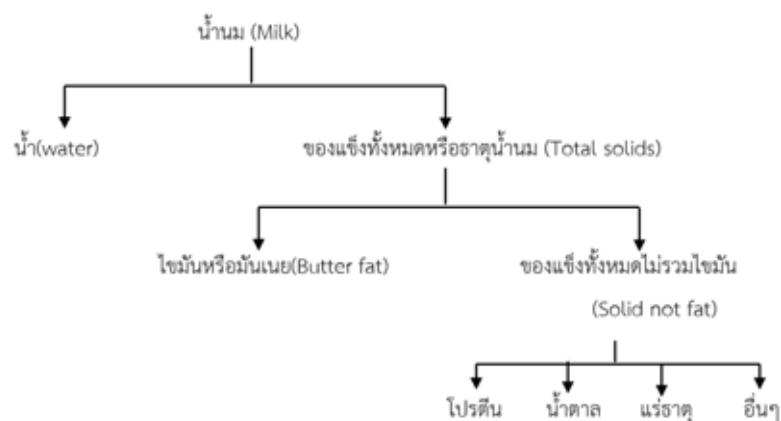 น้ำนม (Milk)
น้ำ(water)
ของแข็งทั้งหมดหรือธาตุน้ำนม (Total solids)
ไขมันหรือมันเนย(Butter fat)
ของแข็งทั้งหมดไม่รวมไขมัน
(Solid not fat)
โปรตีน
น้ำตาล
แร่ธาตุ
อื่นๆ